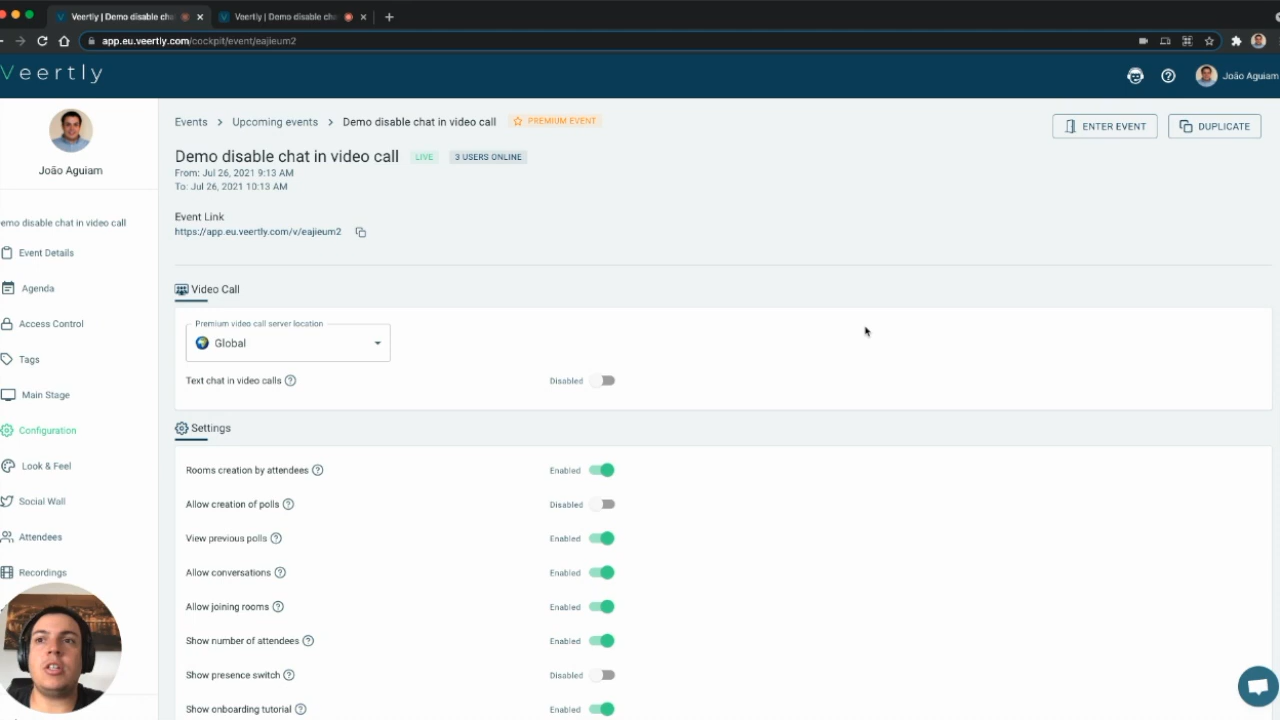 Veertly | Demo disable cha
Veertly | Demo disable cha
app.eu.veertly.com/cockpit/event/eajieum2
Veertly
João Aguiam
João Aguiam
emo disable chat in video call
Event Details
Agenda
Access Control
Tags
Main Stage
Configuration
Look & Feel
Social Wall
Attendees
Recordings
Events > Upcoming events > Demo disable chat in video call PREMIUM EVENT
ENTER EVENT
DUPLICATE
Demo disable chat in video call LIVE 3 USERS ONLINE
From: Jul 26, 2021 9:13 AM
To: Jul 26, 2021 10:13 AM
Event Link
https://app.eu.veertly.com/v/eajieum2
Video Call
Premium video call server location
Global
Text chat in video calls Disabled
Settings
Rooms creation by attendees Enabled
Allow creation of polls Disabled
View previous polls Enabled
Allow conversations Enabled
Allow joining rooms Enabled
Show number of attendees Enabled
Show presence switch Disabled
Show onboarding tutorial Enabled